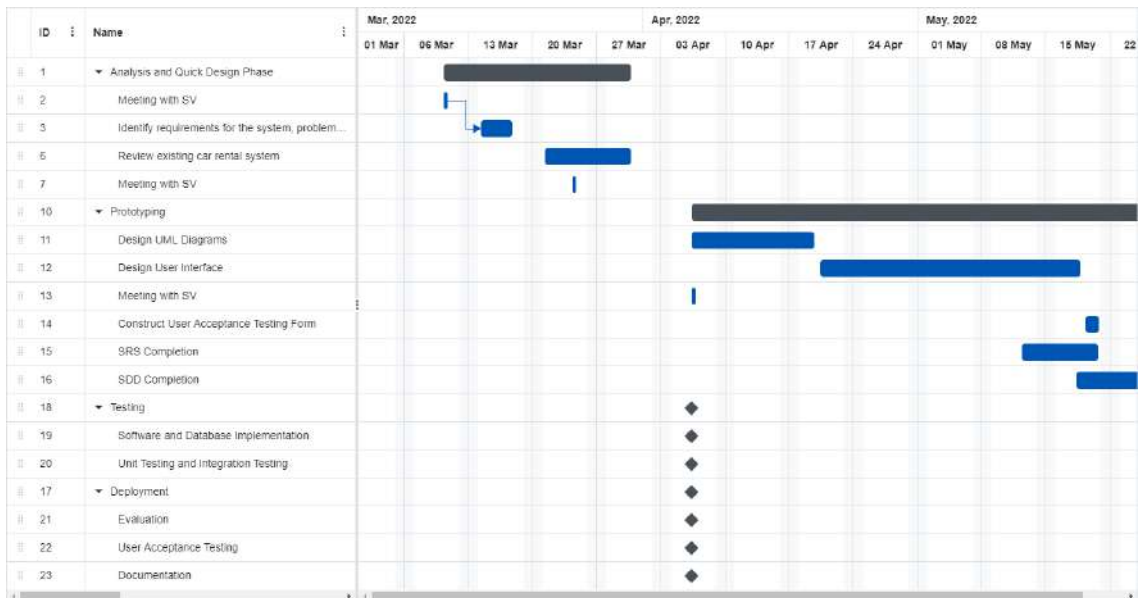 Mar, 2022 Apr, 2022 May, 2022
ID Name
01 Mar 06 Mar 13 Mar 20 Mar 27 Mar 03 Apr 10 Apr 17 Apr 24 Apr 01 May 08 May 15 May 22
1 Analysis and Quick Design Phase
2 Meeting with SV
3 Identify requirements for the system, problem...
6 Review existing car rental system
7 Meeting with SV
10 Prototyping
11 Design UML Diagrams
12 Design User Interface
13 Meeting with SV
14 Construct User Acceptance Testing Form
15 SRS Completion
16 SDD Completion
18 Testing
19 Software and Database Implementation
20 Unit Testing and Integration Testing
17 Deployment
21 Evaluation
22 User Acceptance Testing
23 Documentation